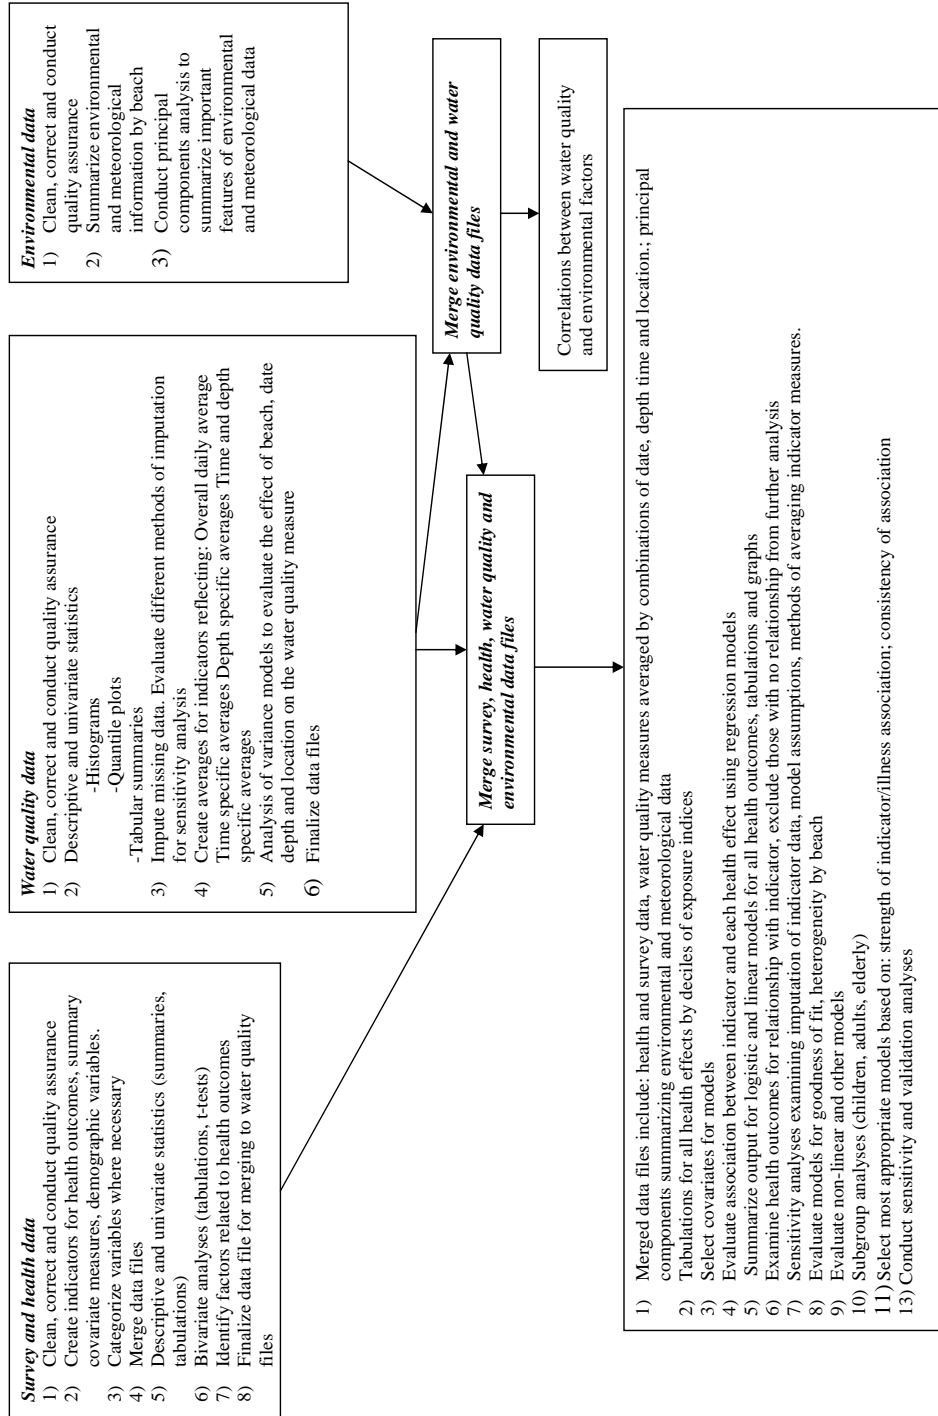 Survey and health data
1) Clean, correct and conduct quality assurance
2) Create indicators for health outcomes, summary
covariate measures, demographic variables.
3) Categorize variables where necessary
4) Merge data files
5) Descriptive and univariate statistics (summaries,
tabulations)
6) Bivariate analyses (tabulations, t-tests)
7) Identify factors related to health outcomes
8) Finalize data file for merging to water quality
files
Water quality data
1) Clean, correct and conduct quality assurance
2) Descriptive and univariate statistics
-Histograms
-Quantile plots
-Tabular summaries
3) Impute missing data. Evaluate different methods of imputation
for sensitivity analysis
4) Create averages for indicators reflecting: Overall daily average
Time specific averages Depth specific averages Time and depth
specific averages
5) Analysis of variance models to evaluate the effect of beach, date
depth and location on the water quality measure
6) Finalize data files
Environmental data
1) Clean, correct and conduct
quality assurance
2) Summarize environmental
and meteorological
information by beach
3) Conduct principal
components analysis to
summarize important
features of environmental
and meteorological data
Merge environmental and water
quality data files
Correlations between water quality
and environmental factors
Merge survey, health, water quality and
environmental data files
1) Merged data files include: health and survey data, water quality measures averaged by combinations of date, depth time and location.; principal
components summarizing environmental and meteorological data
2) Tabulations for all health effects by deciles of exposure indices
3) Select covariates for models
4) Evaluate association between indicator and each health effect using regression models
5) Summarize output for logistic and linear models for all health outcomes, tabulations and graphs
6) Examine health outcomes for relationship with indicator, exclude those with no relationship from further analysis
7) Sensitivity analyses examining imputation of indicator data, model assumptions, methods of averaging indicator measures.
8) Evaluate models for goodness of fit, heterogeneity by beach
9) Evaluate non-linear and other models
10) Subgroup analyses (children, adults, elderly)
11) Select most appropriate models based on: strength of indicator/illness association; consistency of association
13) Conduct sensitivity and validation analyses